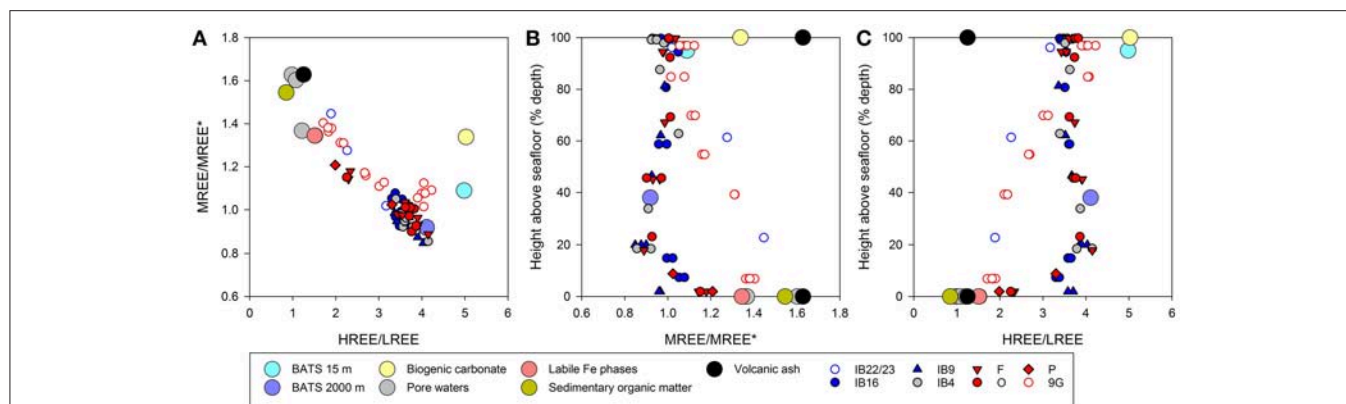 A
B
C
1.8
1.6
1.4
1.2
1.0
0.8
0.6
MREE/MREE*
0 1 2 3 4 5 6
HREE/LREE
100
80
60
40
20
0
Height above seafloor (% depth)
0.8 1.0 1.2 1.4 1.6 1.8
MREE/MREE*
100
80
60
40
20
0
Height above seafloor (% depth)
0 1 2 3 4 5 6
HREE/LREE
BATS 15 m Biogenic carbonate Labile Fe phases Volcanic ash IB22/23 IB9 F P
BATS 2000 m Pore waters Sedimentary organic matter IB16 IB4 O 9G